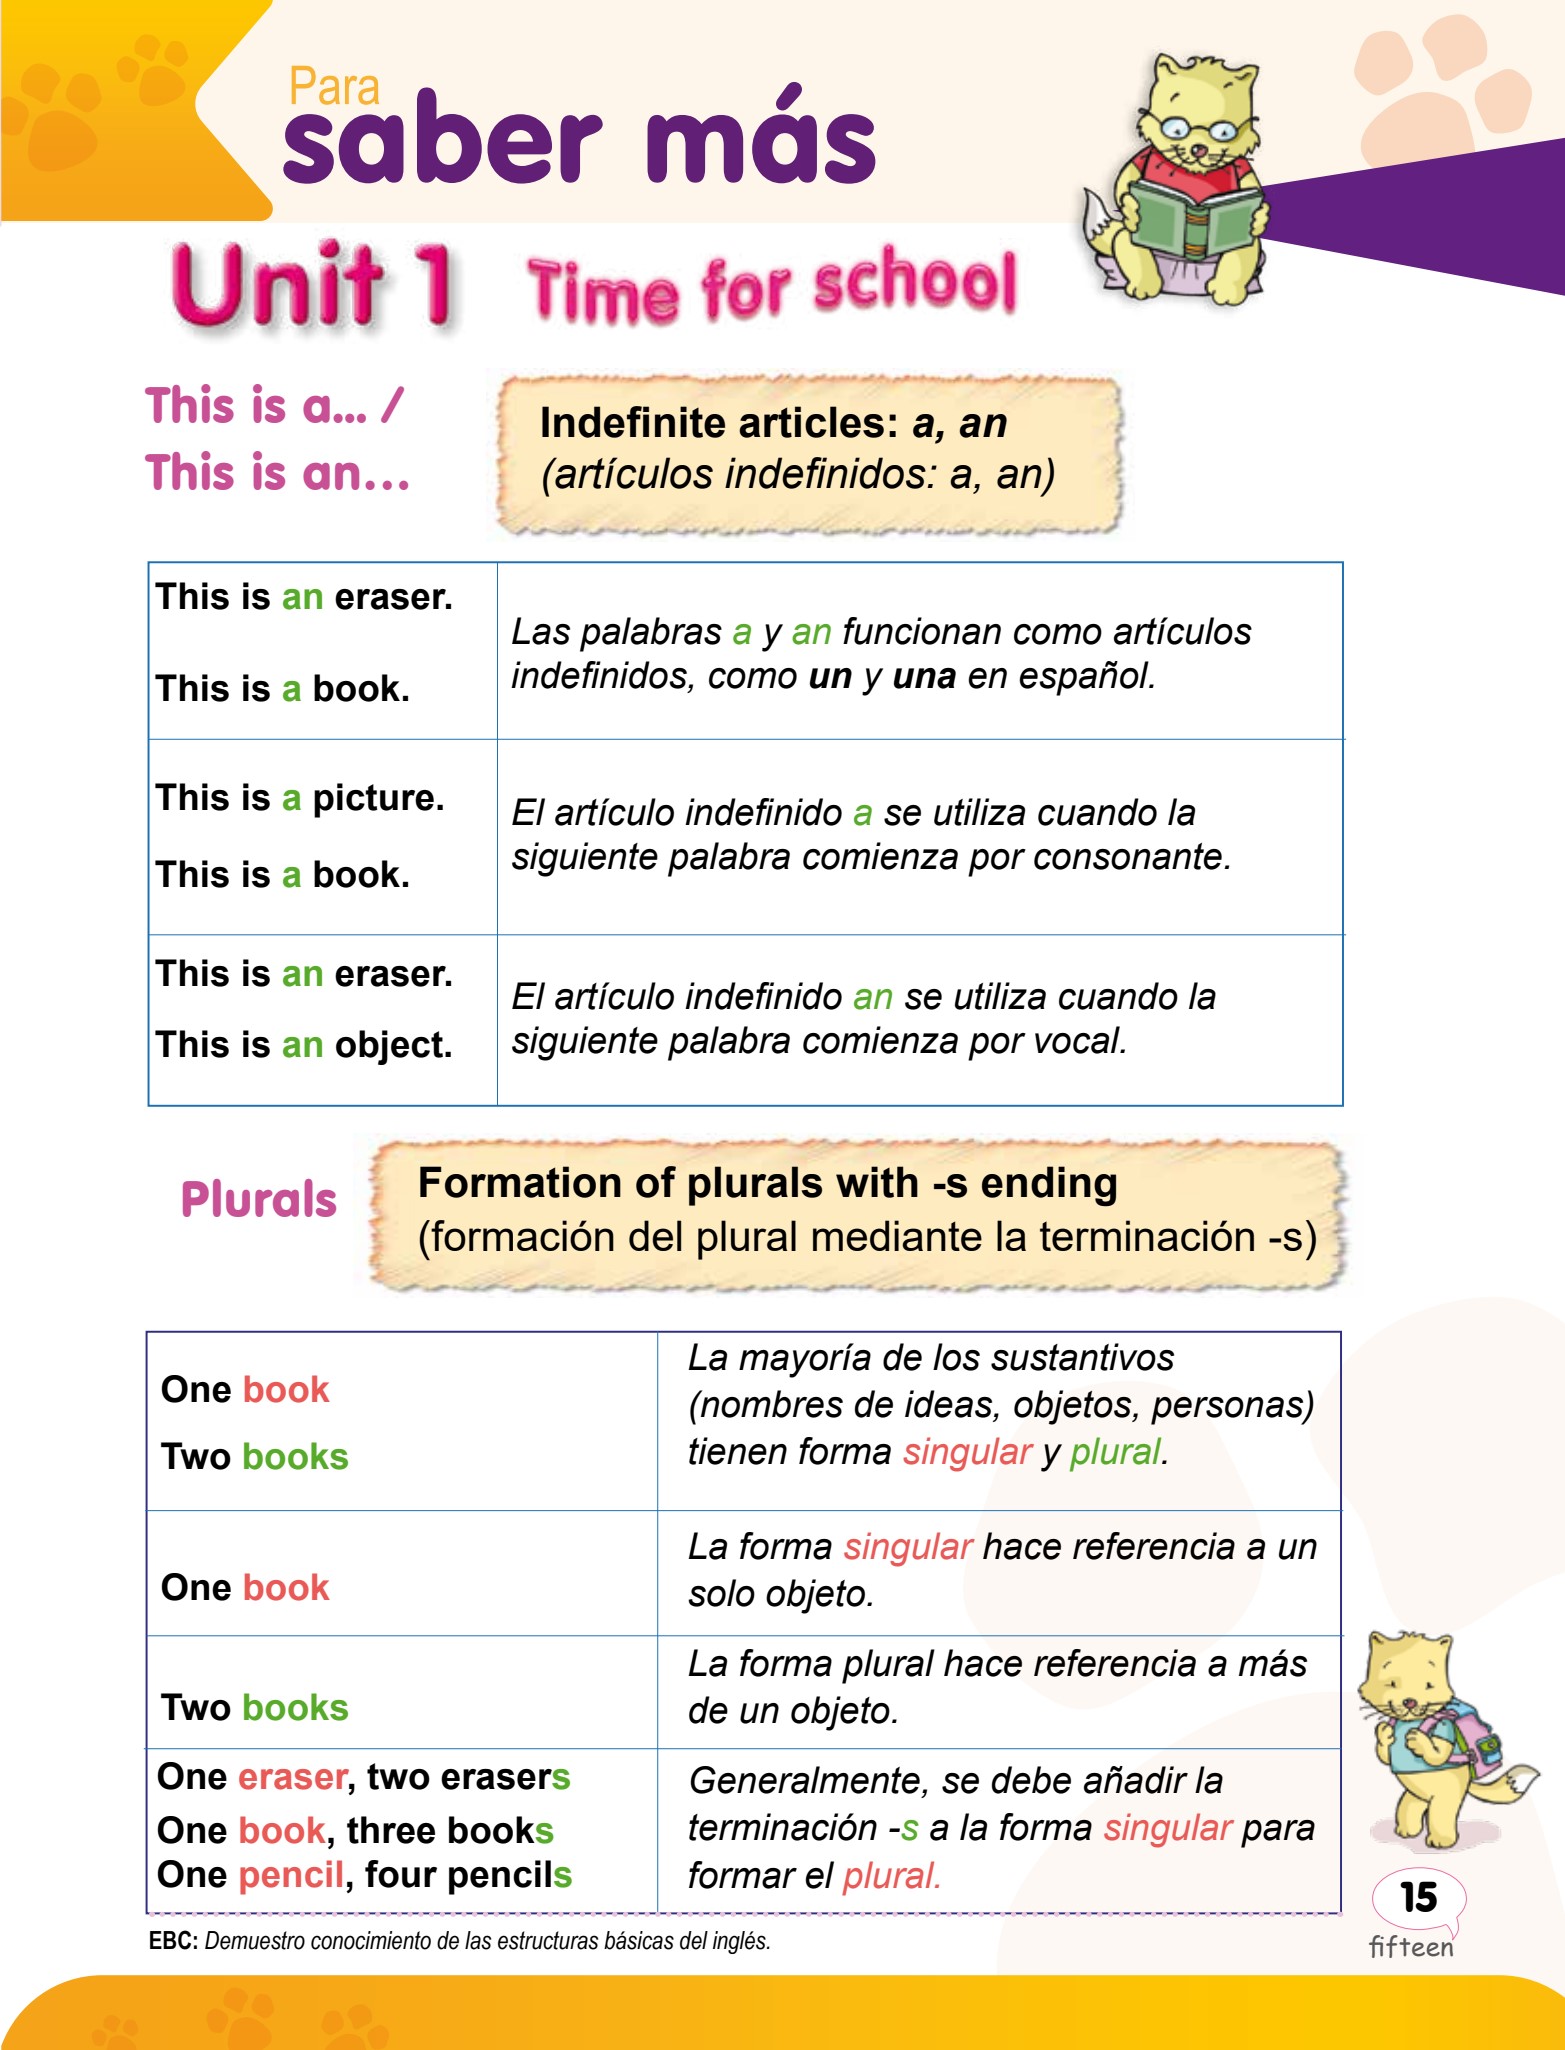 Para
saber más
Unit 1 Time for school
This is a... /
This is an...
Indefinite articles: a, an
(artículos indefinidos: a, an)
This is an eraser.
This is a book.
Las palabras a y an funcionan como artículos
indefinidos, como un y una en español.
This is a picture.
This is a book.
El artículo indefinido a se utiliza cuando la
siguiente palabra comienza por consonante.
This is an eraser.
This is an object.
El artículo indefinido an se utiliza cuando la
siguiente palabra comienza por vocal.
Plurals
Formation of plurals with -s ending
(formación del plural mediante la terminación -s)
One book
Two books
La mayoría de los sustantivos
(nombres de ideas, objetos, personas)
tienen forma singular y plural.
One book
La forma singular hace referencia a un
solo objeto.
Two books
La forma plural hace referencia a más
de un objeto.
One eraser, two erasers
One book, three books
One pencil, four pencils
Generalmente, se debe añadir la
terminación -s a la forma singular para
formar el plural.
EBC: Demuestro conocimiento de las estructuras básicas del inglés.
15
fifteen